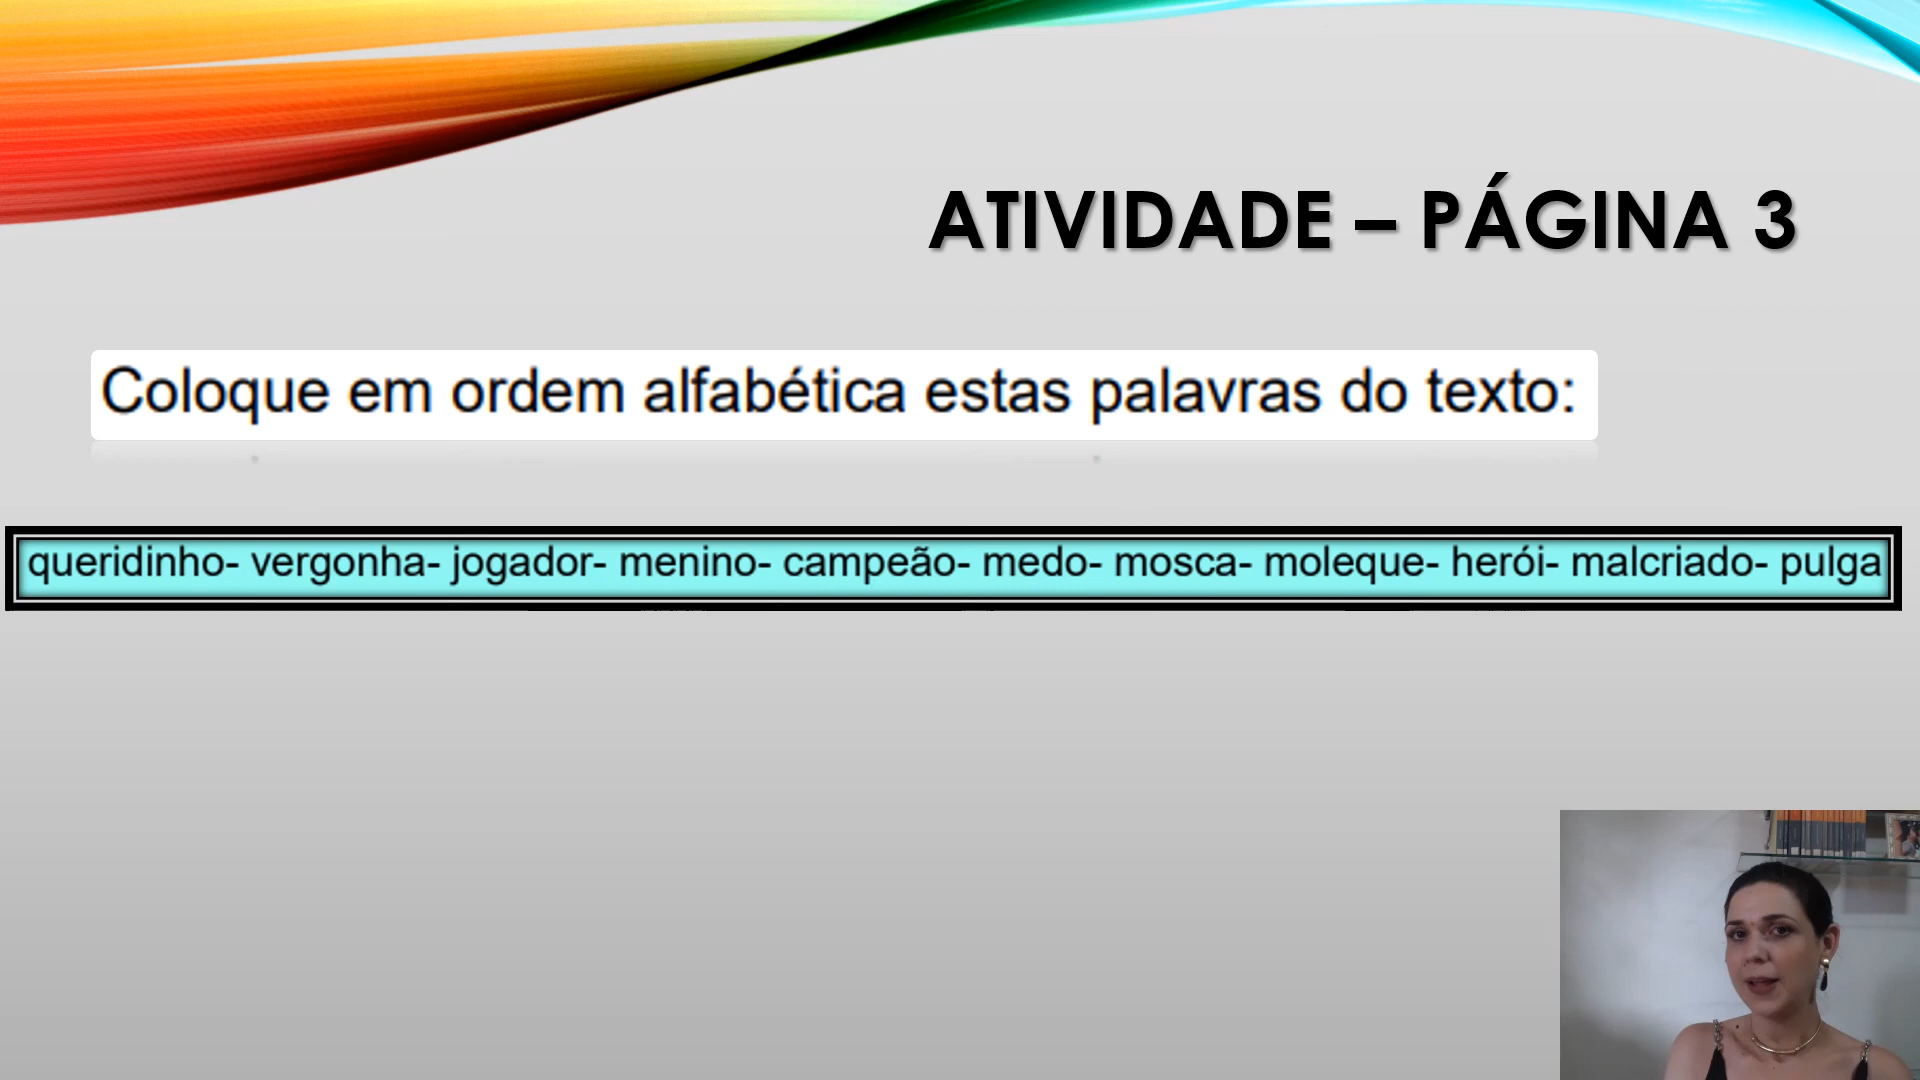 ATIVIDADE – PÁGINA 3
Coloque em ordem alfabética estas palavras do texto:
queridinho- vergonha- jogador- menino- campeão- medo- mosca- moleque- herói- malcriado- pulga